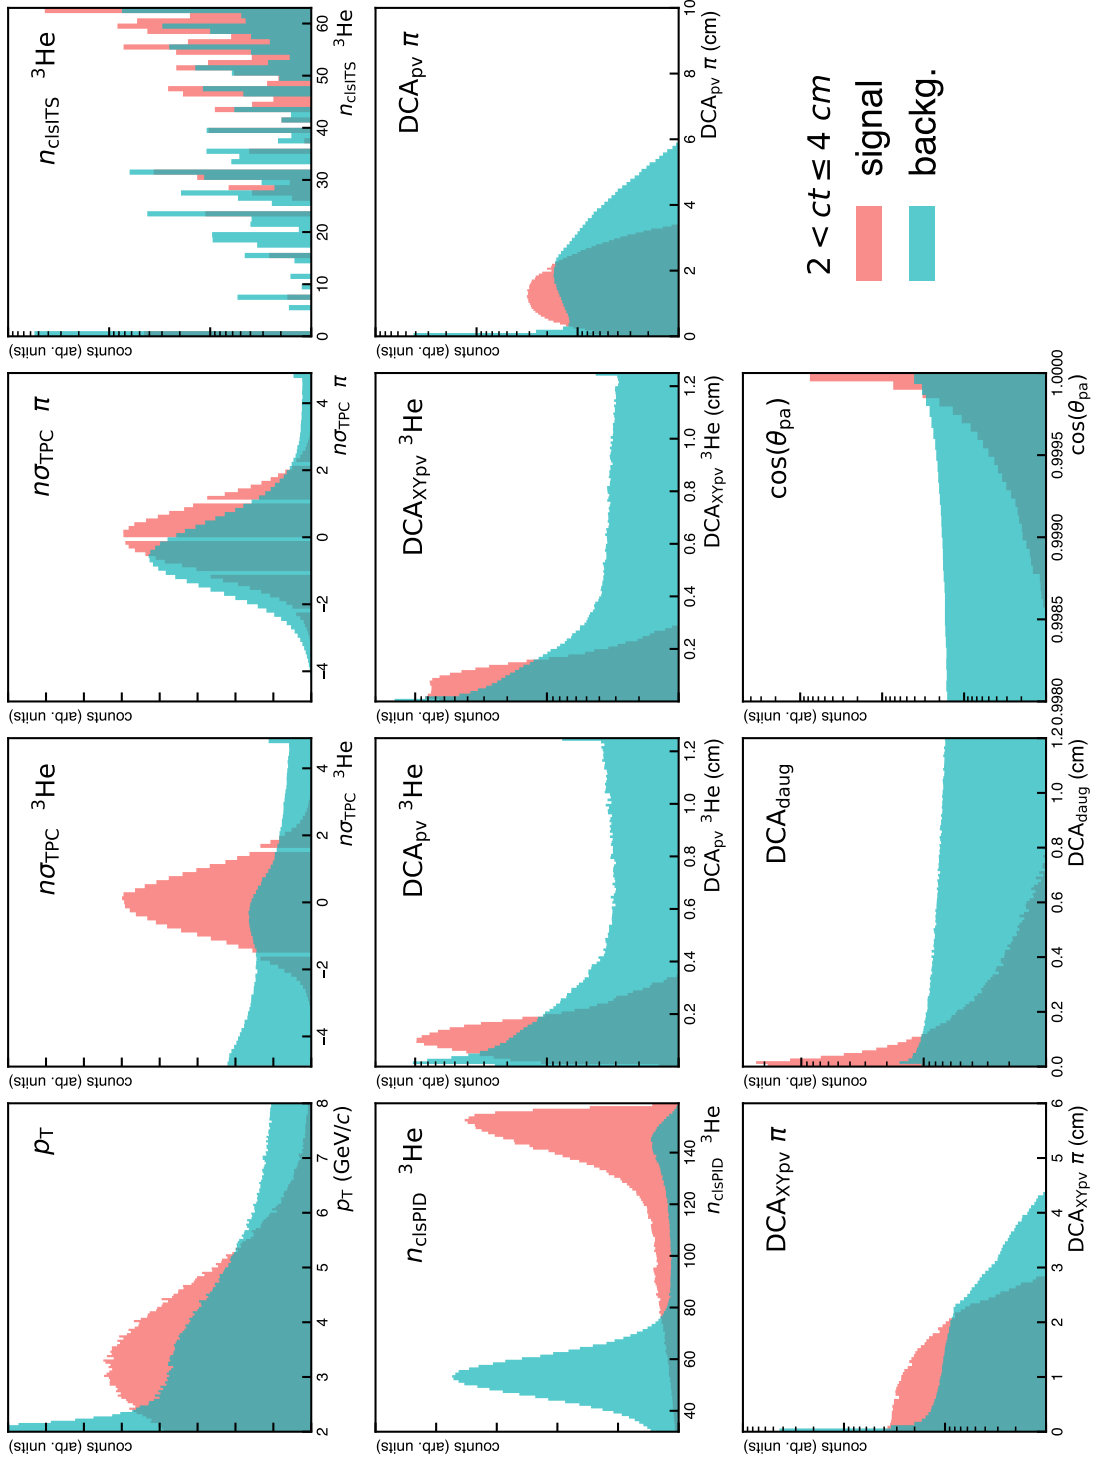 counts (arb. units)
p_T
2 3 4 5 6 7 8
p_T (GeV/c)
counts (arb. units)
nσ_TPC ³He
−4 −2 0 2 4
nσ_TPC ³He
counts (arb. units)
nσ_TPC π
−4 −2 0 2 4
nσ_TPC π
counts (arb. units)
n_clsITS ³He
0 10 20 30 40 50 60
n_clsITS ³He
counts (arb. units)
n_clsPID ³He
40 60 80 100 120 140
n_clsPID ³He
counts (arb. units)
DCA_pv ³He
0.2 0.4 0.6 0.8 1.0 1.2
DCA_pv ³He (cm)
counts (arb. units)
DCA_XYpv ³He
0.2 0.4 0.6 0.8 1.0 1.2
DCA_XYpv ³He (cm)
counts (arb. units)
DCA_pv π
0 2 4 6 8 10
DCA_pv π (cm)
counts (arb. units)
DCA_XYpv π
0 1 2 3 4 5 6
DCA_XYpv π (cm)
counts (arb. units)
DCA_daug
0.0 0.2 0.4 0.6 0.8 1.0 1.2
DCA_daug (cm)
counts (arb. units)
cos(θ_pa)
0.9980 0.9985 0.9990 0.9995 1.0000
cos(θ_pa)
2 < ct ≤ 4 cm
signal
backg.